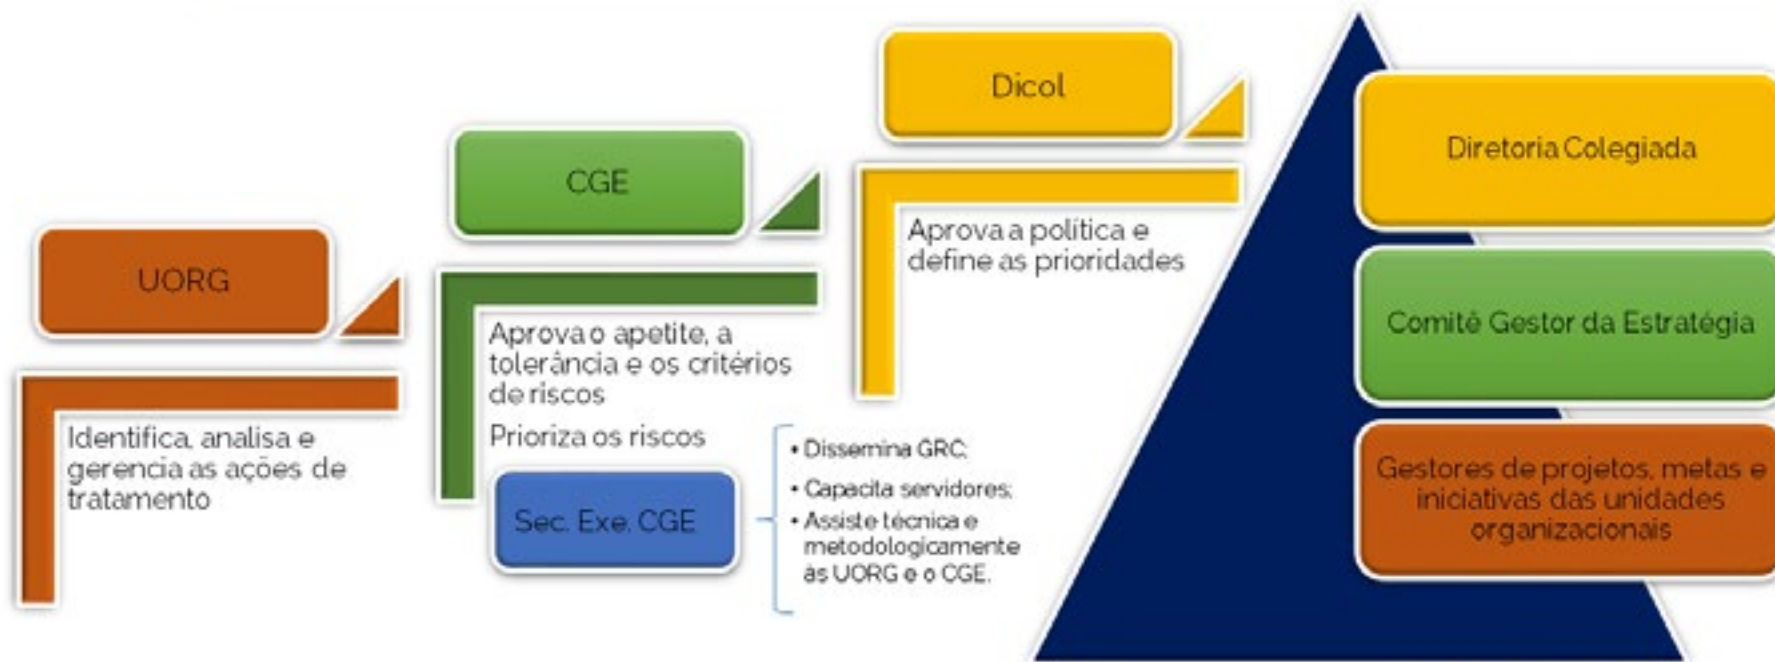 UORG
Identifica, analisa e
gerencia as ações de
tratamento
CGE
Aprova o apetite, a
tolerância e os critérios
de riscos
Prioriza os riscos
Sec. Exe. CGE
• Dissemina GRC;
• Capacita servidores;
• Assiste técnica e
metodologicamente
às UORG e o CGE.
Dicol
Aprova a política e
define as prioridades
Diretoria Colegiada
Comitê Gestor da Estratégia
Gestores de projetos, metas e
iniciativas das unidades
organizacionais